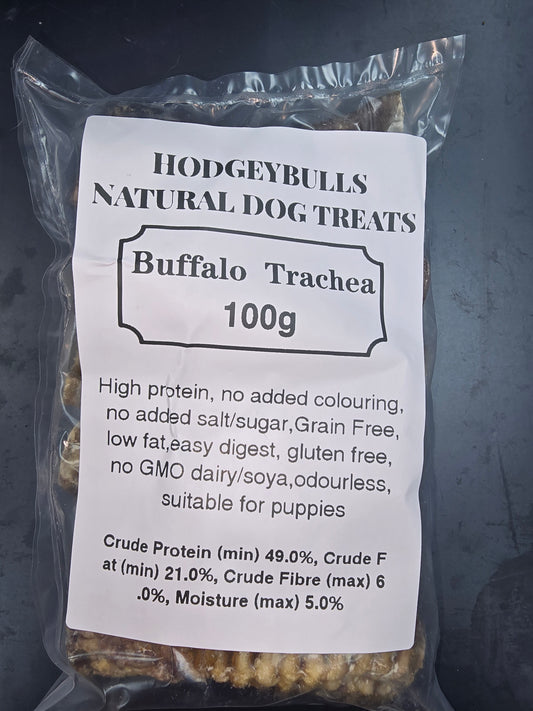 HODGEYBULLS
NATURAL DOG TREATS
Buffalo Trachea
100g
High protein, no added colouring,
no added salt/sugar,Grain Free,
low fat,easy digest, gluten free,
no GMO dairy/soya,odourless,
suitable for puppies
Crude Protein (min) 49.0%, Crude F
at (min) 21.0%, Crude Fibre (max) 6
.0%, Moisture (max) 5.0%